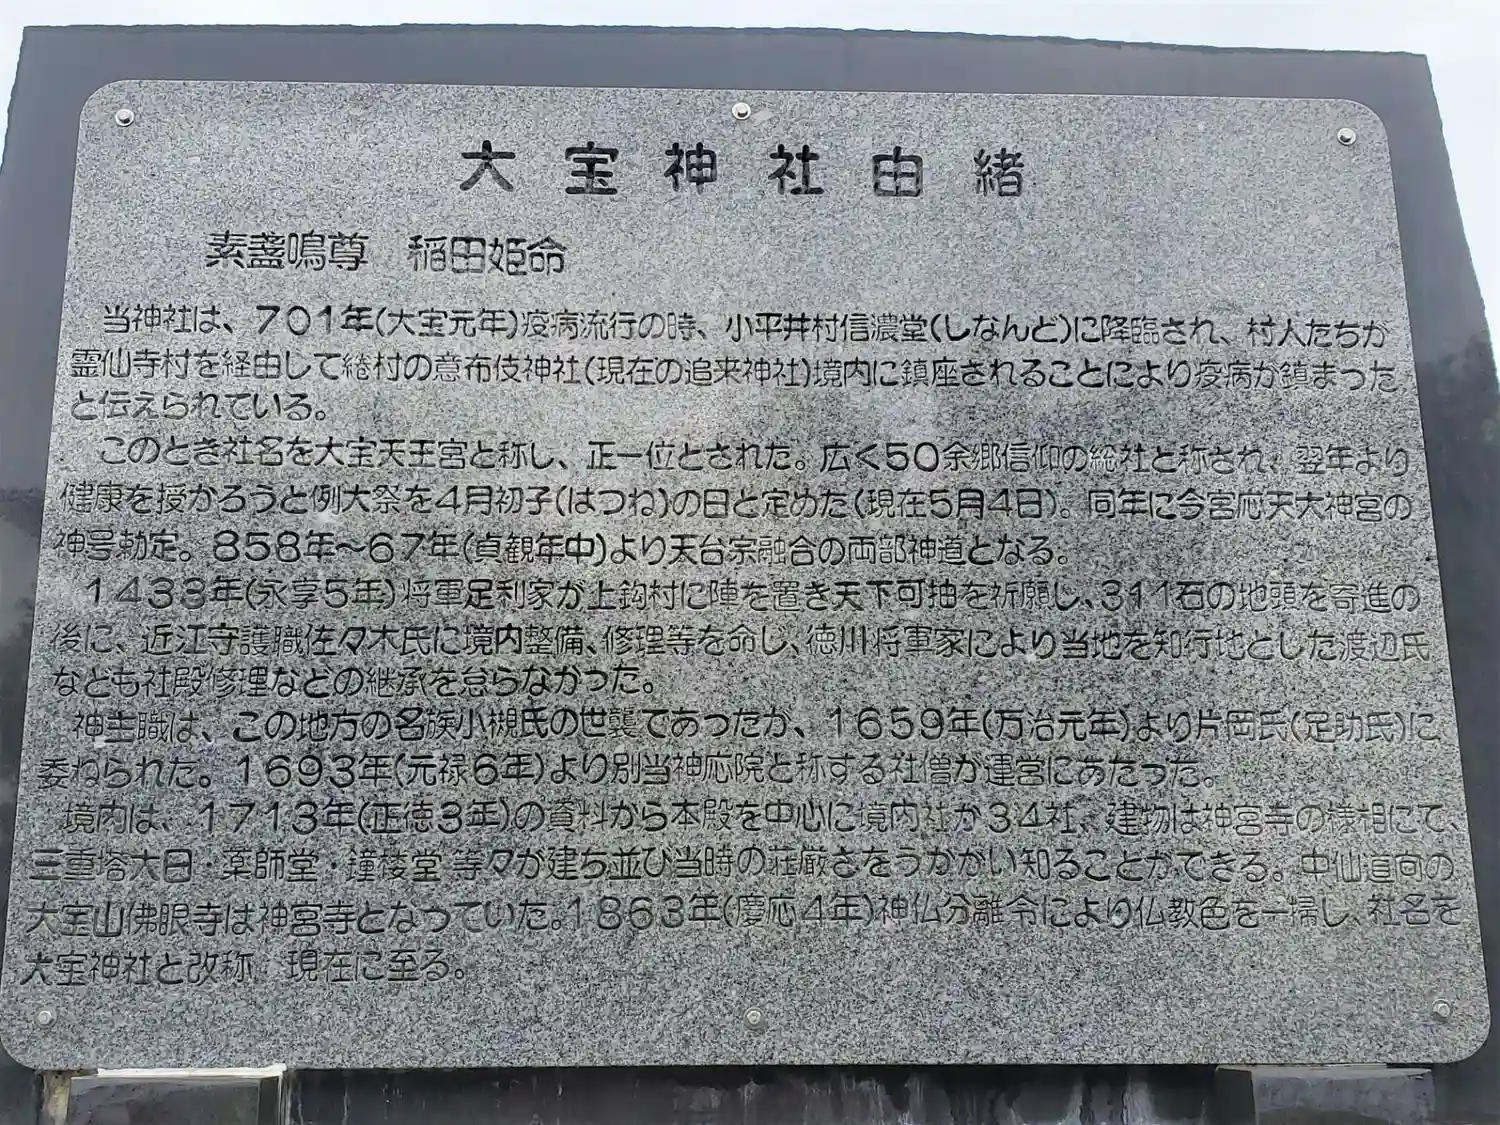 大宝神社由緒
素盞鳴尊　稲田姫命
当神社は、701年(大宝元年)疫病流行の時、小平井村信濃堂(しなんど)に降臨され、村人たちが
霊仙寺村を経由して綣村の意布伎神社(現在の追来神社)境内に鎮座されることにより疫病が鎮まった
と伝えられている。
このとき社名を大宝天王宮と称し、正一位とされた。広く50余郷信仰の総社と称され、翌年より
健康を授かろうと例大祭を4月初子(はつね)の日と定めた(現在5月4日)。同年に今宮応天大神宮の
神号勅定。858年〜67年(貞観年中)より天台宗融合の両部神道となる。
1438年(永享5年)将軍足利家が上鈎村に陣を置き天下可抽を祈願し、311石の地頭を寄進の
後に、近江守護職佐々木氏に境内整備、修理等を命じ、徳川将軍家により当地を知行地とした渡辺氏
なども社殿修理などの継承を怠らなかった。
神主職は、この地方の名族小槻氏の世襲であったが、1659年(万治元年)より片岡氏(足助氏)に
委ねられた。1693年(元禄6年)より別当神応院と称する社僧が運営にあたった。
境内は、1713年(正徳3年)の資料から本殿を中心に境内社が34社、建物は神宮寺の様相にて、
三重塔大日・薬師堂・鐘楼堂等々が建ち並び当時の荘厳さをうかがい知ることができる。中仙道向の
大宝山佛眼寺は神宮寺となっていた。1863年(慶応4年)神仏分離令により仏教色を一掃し、社名を
大宝神社と改称　現在に至る。